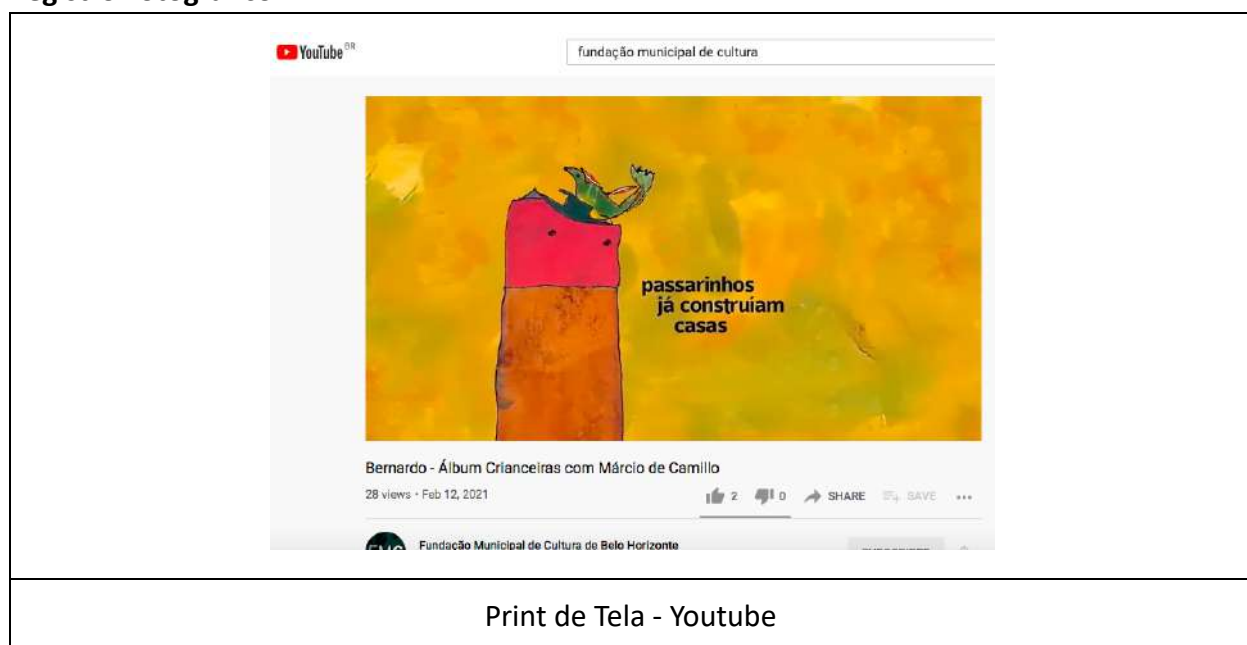 YouTube BR
fundação municipal de cultura
passarinhos
já construiam
casas
Bernardo - Álbum Crianceiras com Márcio de Camillo
28 views · Feb 12, 2021
2 0 SHARE SAVE ...
Fundação Municipal de Cultura de Belo Horizonte
Print de Tela - Youtube